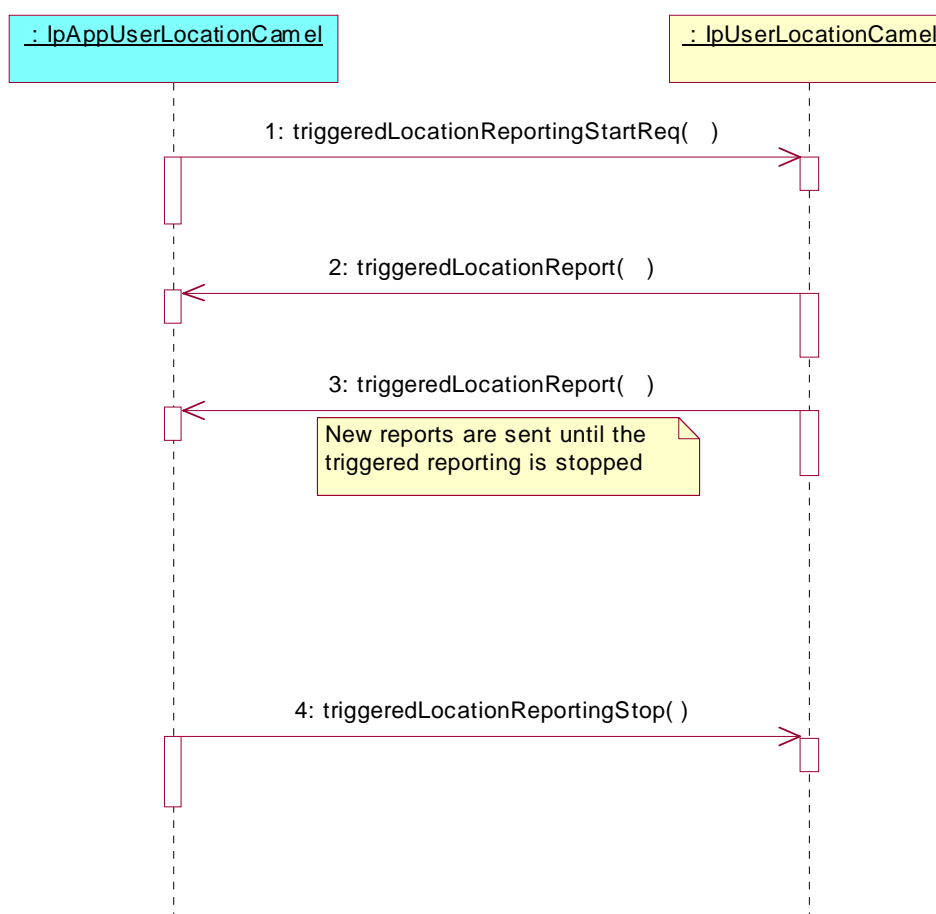 : IpAppUserLocationCamel
: IpUserLocationCamel
1: triggeredLocationReportingStartReq( )
2: triggeredLocationReport( )
3: triggeredLocationReport( )
New reports are sent until the
triggered reporting is stopped
4: triggeredLocationReportingStop( )